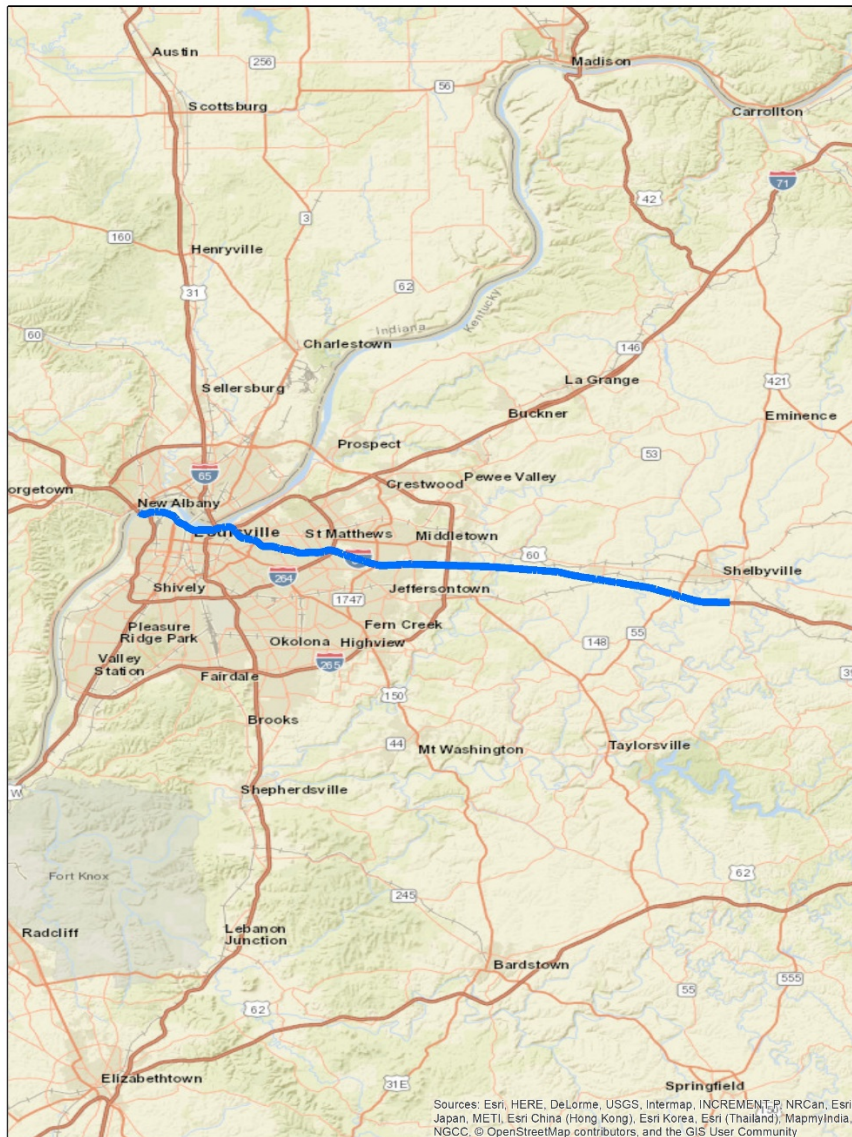 Austin
256
Madison
56
Scottsburg
Carrollton
71
42
3
160
Henryville
62
31
Indiana
Kentucky
60
Charlestown
146
La Grange
421
Sellersburg
Buckner
Eminence
Prospect
53
65
Pewee Valley
Crestwood
orgetown
New Albany
St Matthews
Middletown
60
Shelbyville
264
Shively
Jeffersontown
1747
Pleasure
Ridge Park
Fern Creek
Okolona
Highview
55
148
Valley
Station
265
Fairdale
39
150
Brooks
44
Mt Washington
Taylorsville
Shepherdsville
W
Fort Knox
62
245
Radcliff
Lebanon
Junction
Bardstown
555
55
62
Elizabethtown
31E
Springfield
150
Sources: Esri, HERE, DeLorme, USGS, Intermap, INCREMENT P, NRCan, Esri
Japan, METI, Esri China (Hong Kong), Esri Korea, Esri (Thailand), MapmyIndia,
NGCC, © OpenStreetMap contributors, and the GIS User Community